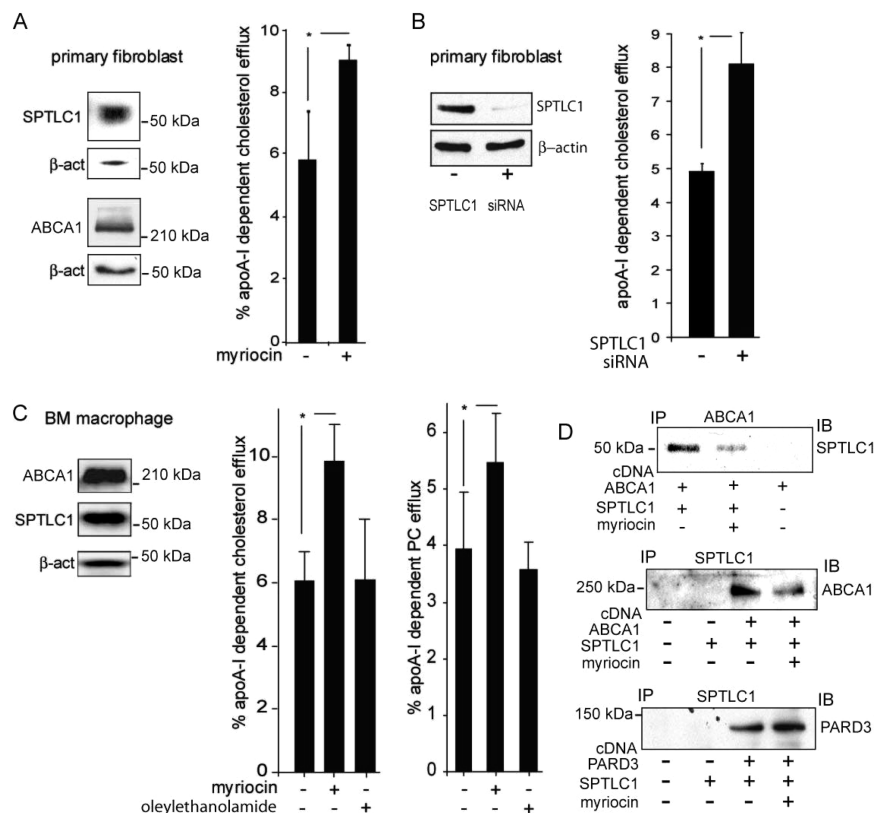 A
primary fibroblast
SPTLC1
50 kDa
β-act
50 kDa
ABCA1
210 kDa
β-act
50 kDa
% apoA-I dependent cholesterol efflux
10
8
6
4
2
0
*
myriocin
- +
B
primary fibroblast
SPTLC1
β-actin
- +
SPTLC1 siRNA
apoA-I dependent cholesterol efflux
9
8
7
6
5
4
3
2
1
0
*
SPTLC1
siRNA
- +
C
BM macrophage
ABCA1
210 kDa
SPTLC1
50 kDa
β-act
50 kDa
% apoA-I dependent cholesterol efflux
10
8
6
4
2
0
*
% apoA-I dependent PC efflux
6
5
4
3
2
1
0
*
myriocin - + - - + -
oleylethanolamide - - + - - +
D
IP ABCA1 IB
50 kDa SPTLC1
cDNA
ABCA1 + + +
SPTLC1 + + -
myriocin - + -
IP SPTLC1 IB
250 kDa ABCA1
cDNA
ABCA1 - - + +
SPTLC1 - + + +
myriocin - - - +
IP SPTLC1 IB
150 kDa PARD3
cDNA
PARD3 - - + +
SPTLC1 - + + +
myriocin - - - +